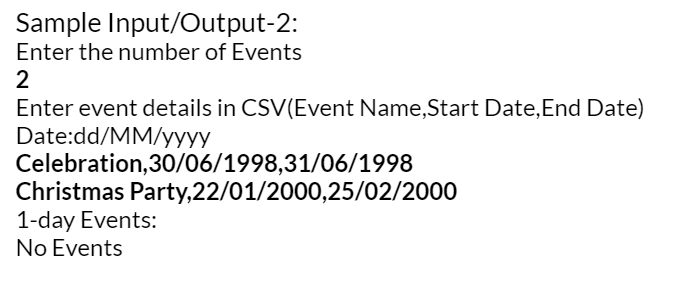 Sample Input/Output-2:
Enter the number of Events
2
Enter event details in CSV(Event Name,Start Date,End Date)
Date:dd/MM/yyyy
Celebration,30/06/1998,31/06/1998
Christmas Party,22/01/2000,25/02/2000
1-day Events:
No Events